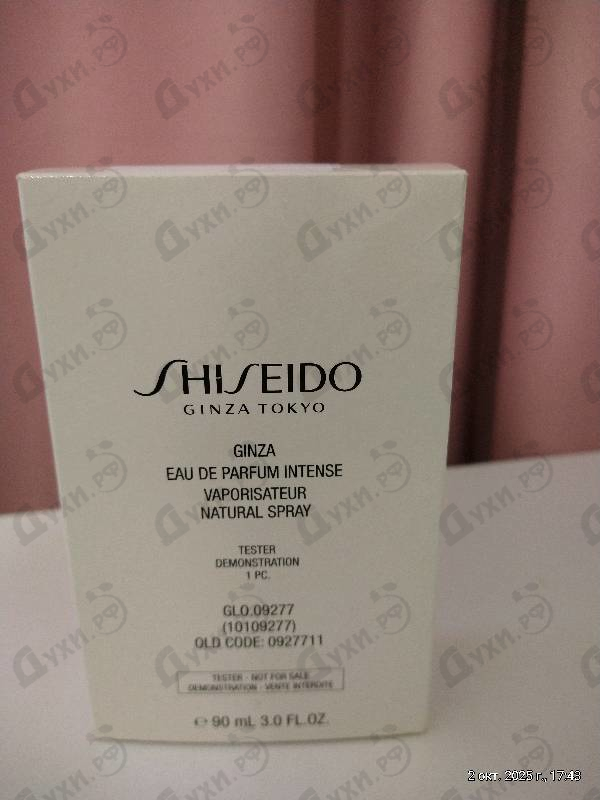 SHISEIDO
GINZA TOKYO
GINZA
EAU DE PARFUM INTENSE
VAPORISATEUR
NATURAL SPRAY
TESTER
DEMONSTRATION
1 PC.
GLO.09277
(10109277)
OLD CODE: 0927711
TESTER - NOT FOR SALE
DEMONSTRATION - VENTE INTERDITE
℮ 90 mL 3.0 FL.OZ.
2 окт. 2025 г., 17:43
Духи.РФ